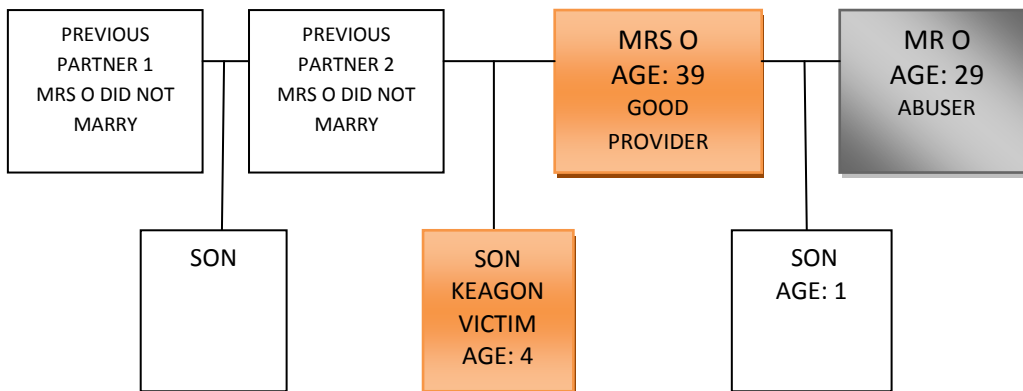 PREVIOUS
PARTNER 1
MRS O DID NOT
MARRY
PREVIOUS
PARTNER 2
MRS O DID NOT
MARRY
MRS O
AGE: 39
GOOD
PROVIDER
MR O
AGE: 29
ABUSER
SON
SON
KEAGON
VICTIM
AGE: 4
SON
AGE: 1